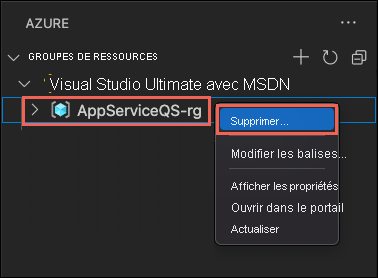 AZURE
GROUPES DE RESSOURCES
Visual Studio Ultimate avec MSDN
AppServiceQS-rg
Supprimer...
Modifier les balises...
Afficher les propriétés
Ouvrir dans le portail
Actualiser